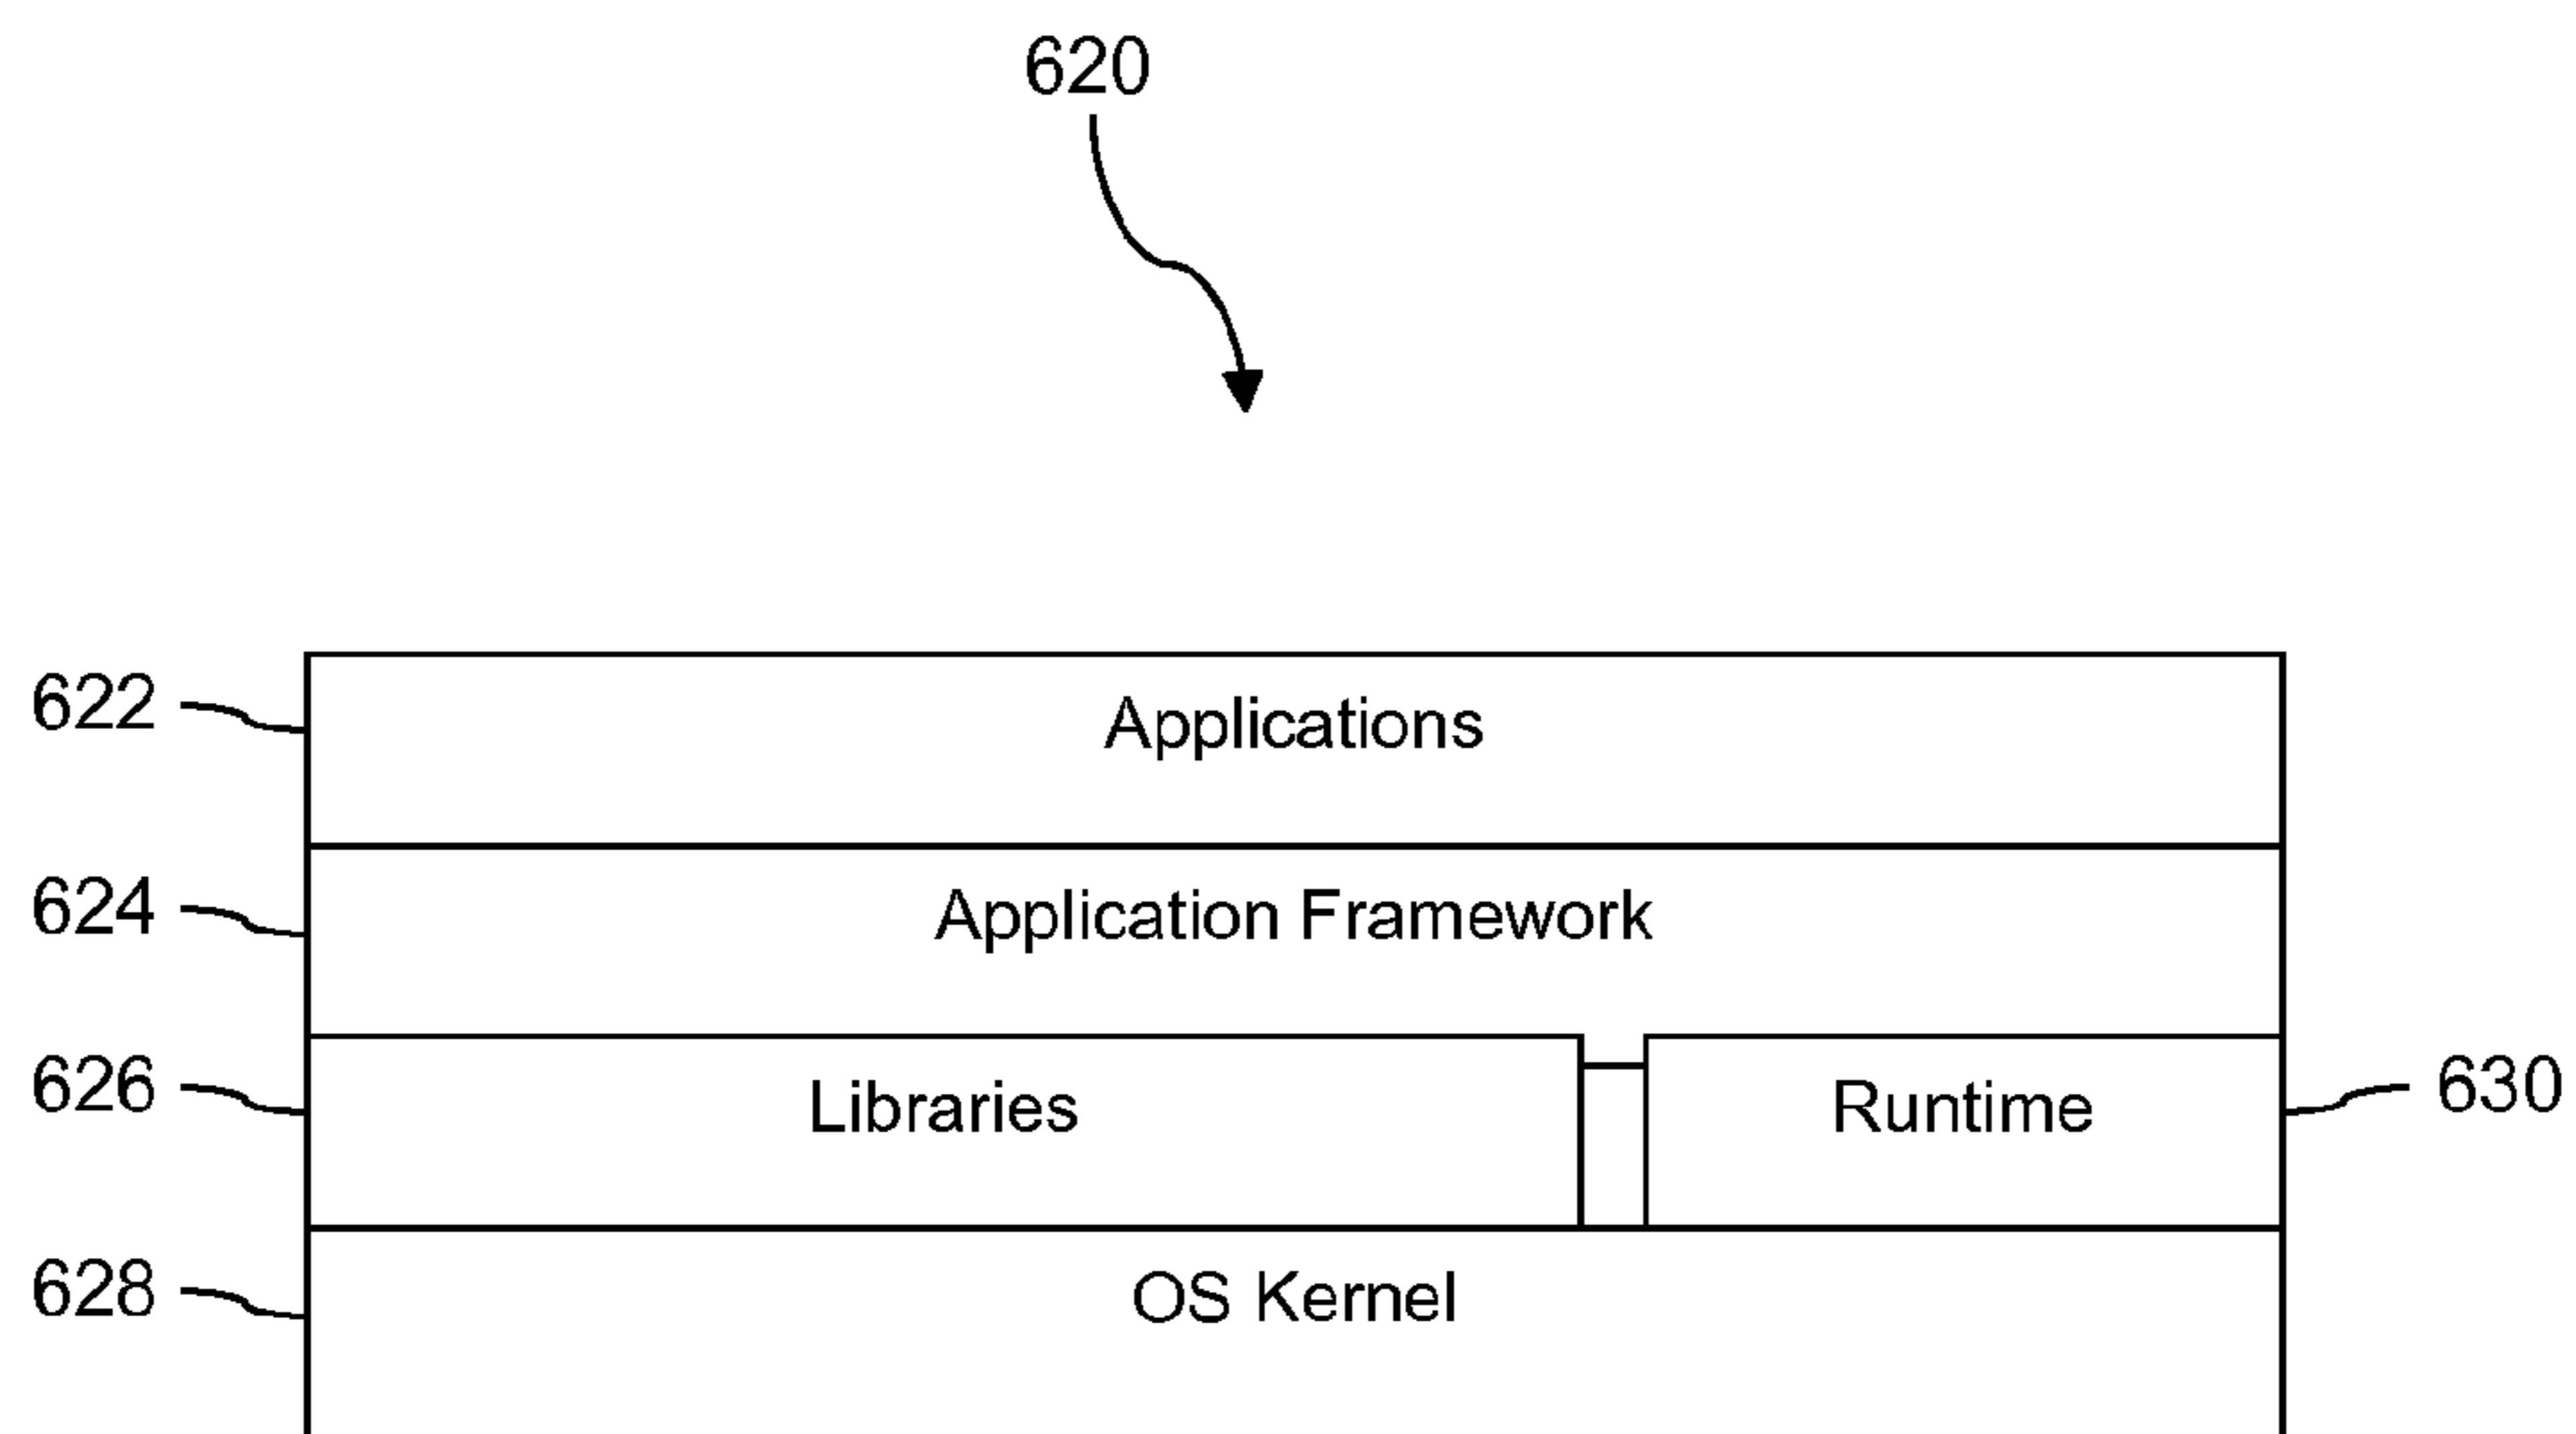 620
622
Applications
624
Application Framework
626
Libraries
Runtime
630
628
OS Kernel